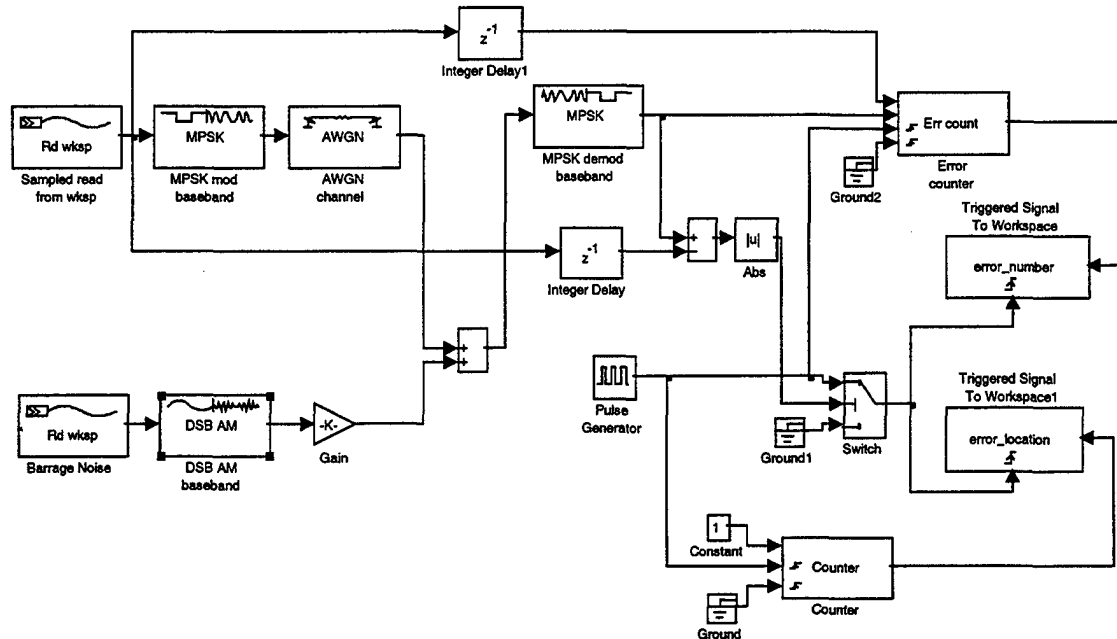 z-1
Integer Delay1
Rd wksp
Sampled read
from wksp
MPSK
MPSK mod
baseband
AWGN
AWGN
channel
MPSK
MPSK demod
baseband
Err count
Error
counter
Ground2
z-1
Integer Delay
+
−
|u|
Abs
Triggered Signal
To Workspace
error_number
+
+
Pulse
Generator
Ground1
Switch
Triggered Signal
To Workspace1
error_location
Rd wksp
Barrage Noise
DSB AM
DSB AM
baseband
-K-
Gain
1
Constant
Counter
Counter
Ground